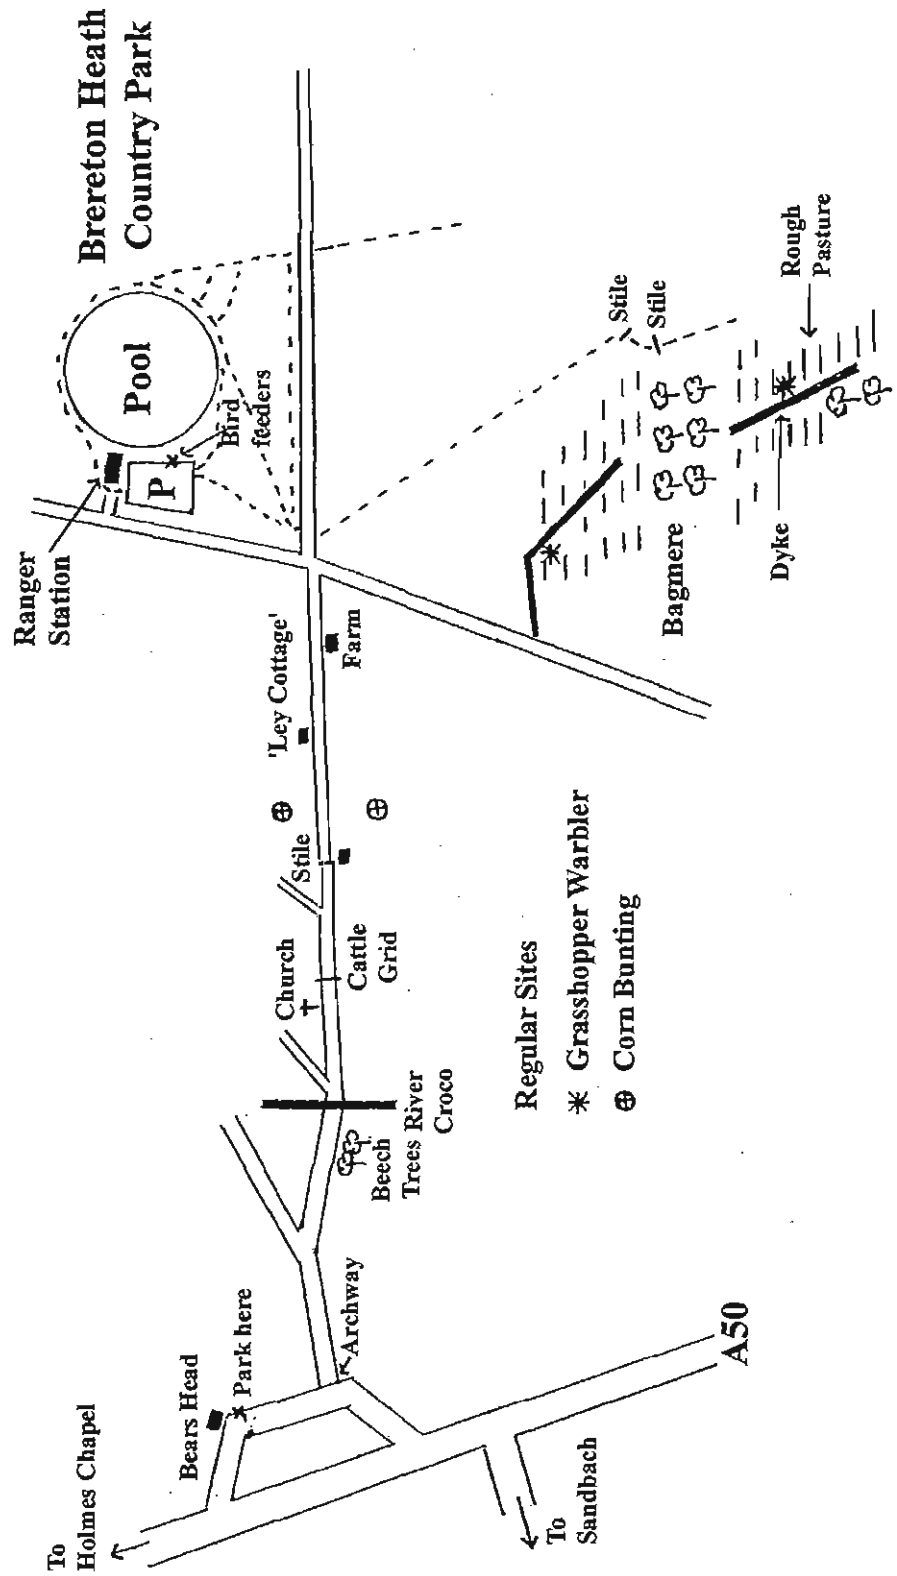 To
Holmes Chapel
Bears Head
Park here
Archway
To
Sandbach
A50
Beech
Trees
River
Croco
Church
Cattle
Grid
Stile
'Ley Cottage'
Farm
Ranger
Station
P
Pool
Bird
feeders
Brereton Heath
Country Park
Stile
Stile
Bagmere
Dyke
Rough
Pasture
Regular Sites
Grasshopper Warbler
Corn Bunting